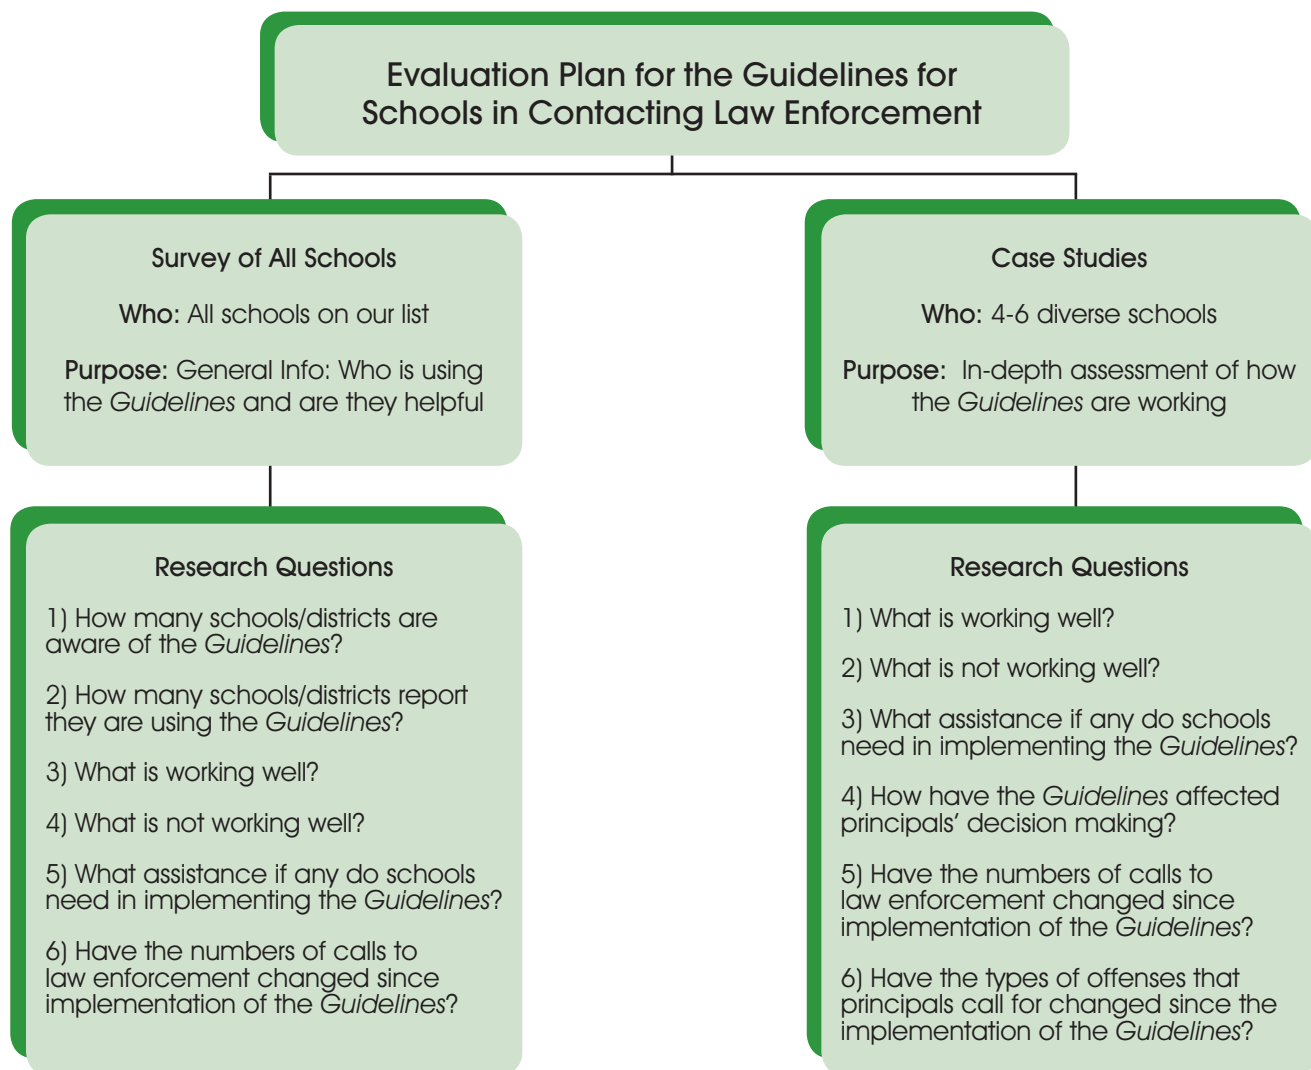 Evaluation Plan for the Guidelines for
Schools in Contacting Law Enforcement
Survey of All Schools
Who: All schools on our list
Purpose: General Info: Who is using
the Guidelines and are they helpful
Research Questions
1) How many schools/districts are
aware of the Guidelines?
2) How many schools/districts report
they are using the Guidelines?
3) What is working well?
4) What is not working well?
5) What assistance if any do schools
need in implementing the Guidelines?
6) Have the numbers of calls to
law enforcement changed since
implementation of the Guidelines?
Case Studies
Who: 4-6 diverse schools
Purpose: In-depth assessment of how
the Guidelines are working
Research Questions
1) What is working well?
2) What is not working well?
3) What assistance if any do schools
need in implementing the Guidelines?
4) How have the Guidelines affected
principals’ decision making?
5) Have the numbers of calls to
law enforcement changed since
implementation of the Guidelines?
6) Have the types of offenses that
principals call for changed since the
implementation of the Guidelines?